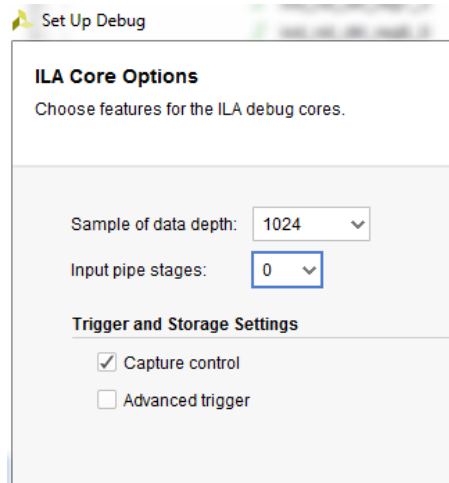 Set Up Debug
ILA Core Options
Choose features for the ILA debug cores.
Sample of data depth: 1024
Input pipe stages: 0
Trigger and Storage Settings
Capture control
Advanced trigger